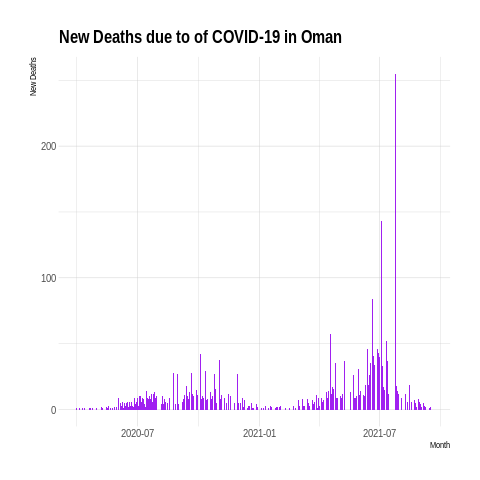 New Deaths due to of COVID-19 in Oman
New Deaths
200
100
0
2020-07 2021-01 2021-07
Month